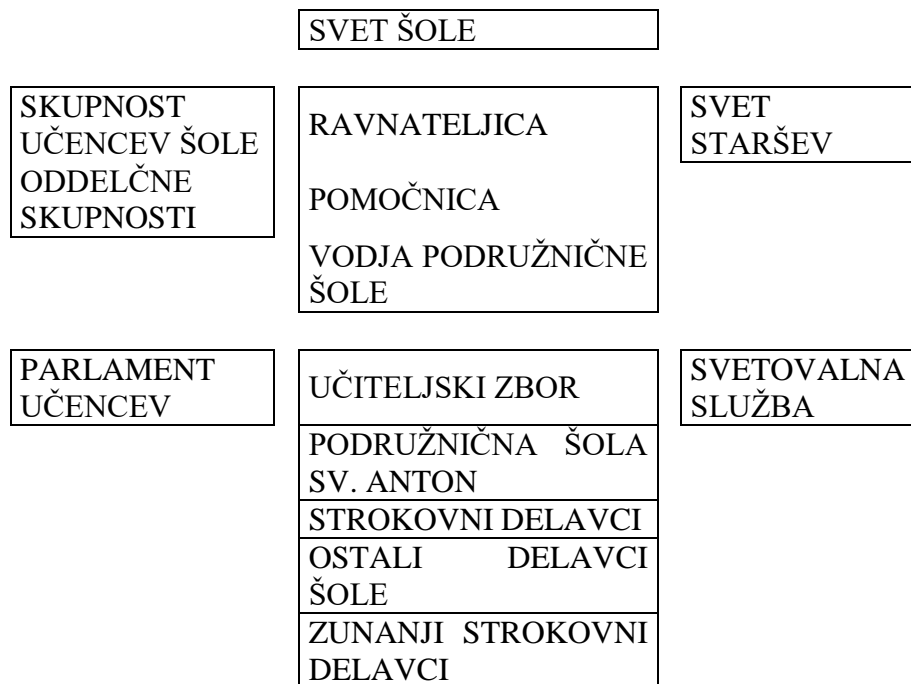 SVET ŠOLE
SKUPNOST
UČENCEV ŠOLE
ODDELČNE
SKUPNOSTI
RAVNATELJICA
POMOČNICA
VODJA PODRUŽNIČNE
ŠOLE
SVET
STARŠEV
PARLAMENT
UČENCEV
UČITELJSKI ZBOR
PODRUŽNIČNA ŠOLA
SV. ANTON
STROKOVNI DELAVCI
OSTALI DELAVCI
ŠOLE
ZUNANJI STROKOVNI
DELAVCI
SVETOVALNA
SLUŽBA